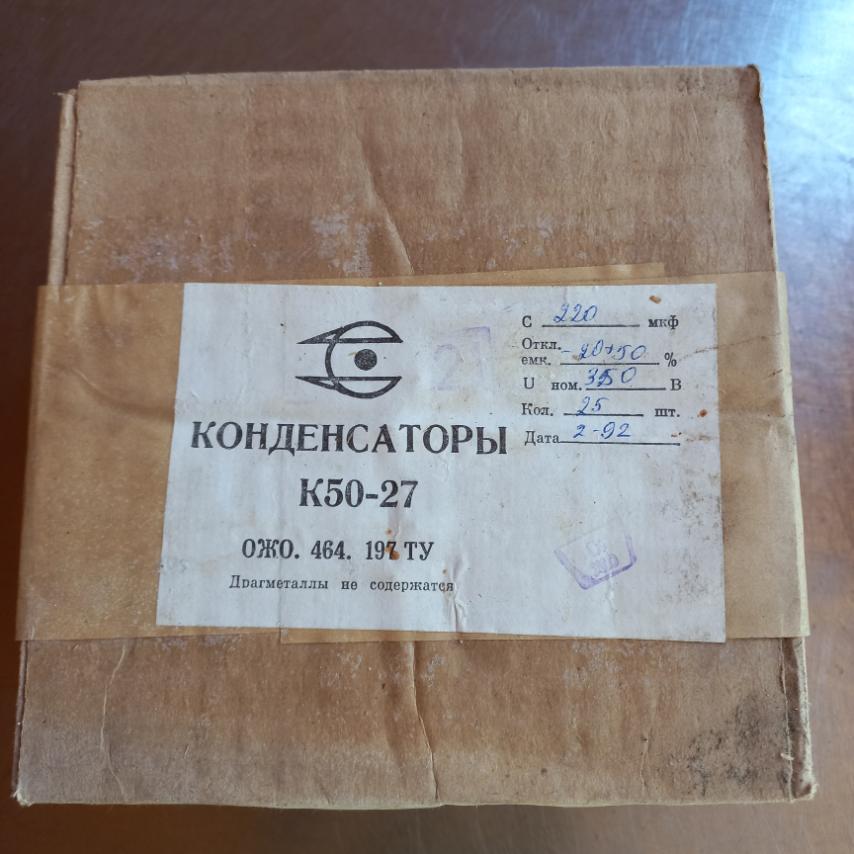 КОНДЕНСАТОРЫ
К50-27
ОЖО. 464. 197 ТУ
Драгметаллы не содержатся
С 220 мкф
Откл. емк. -20+50 %
U ном. 350 В
Кол. 25 шт.
Дата 2-92